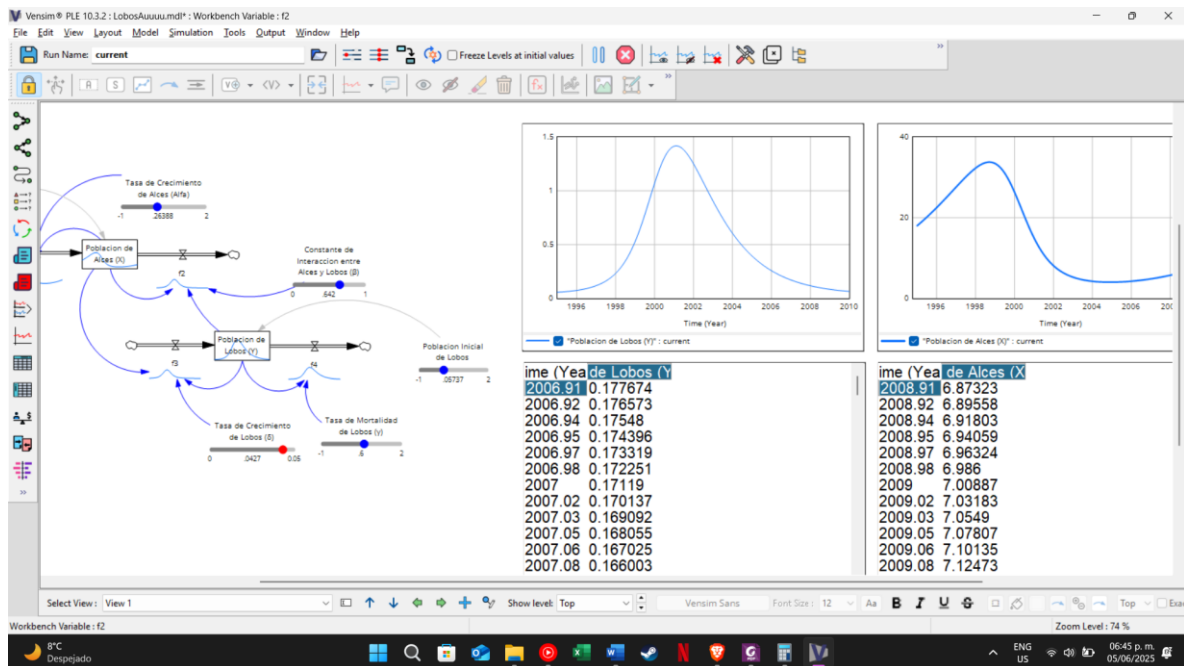 Vensim® PLE 10.3.2 : LobosAuuuu.mdl* : Workbench Variable : f2
File Edit View Layout Model Simulation Tools Output Window Help
Run Name: current
Freeze Levels at initial values
Tasa de Crecimiento
de Alces (Alfa)
-1 .26388 2
Poblacion de
Alces (X)
f2
Constante de
Interaccion entre
Alces y Lobos (β)
0 .642 1
Poblacion de
Lobos (Y)
f3
f4
Poblacion Inicial
de Lobos
-1 .05737 2
Tasa de Crecimiento
de Lobo (δ)
0 .0427 0.05
Tasa de Mortalidad
de Lobos (γ)
-1 .6 2
1.5
1
0.5
0
1996 1998 2000 2002 2004 2006 2008 2010
Time (Year)
"Poblacion de Lobos (Y)" : current
40
20
0
1996 1998 2000 2002 2004 2006
Time (Year)
"Poblacion de Alces (X)" : current
ime (Yea de Lobos (Y
2006.91 0.177674
2006.92 0.176573
2006.94 0.17548
2006.95 0.174396
2006.97 0.173319
2006.98 0.172251
2007 0.17119
2007.02 0.170137
2007.03 0.169092
2007.05 0.168055
2007.06 0.167025
2007.08 0.166003
ime (Yea de Alces (X
2008.91 6.87323
2008.92 6.89558
2008.94 6.91803
2008.95 6.94059
2008.97 6.96324
2008.98 6.986
2009 7.00887
2009.02 7.03183
2009.03 7.0549
2009.05 7.07807
2009.06 7.10135
2009.08 7.12473
Select View: View 1
Show level: Top
Vensim Sans Font Size: 12 Aa B I U S Top
Workbench Variable : f2
Zoom Level: 74 %
8°C
Despejado
ENG
US
06:45 p. m.
05/06/2025